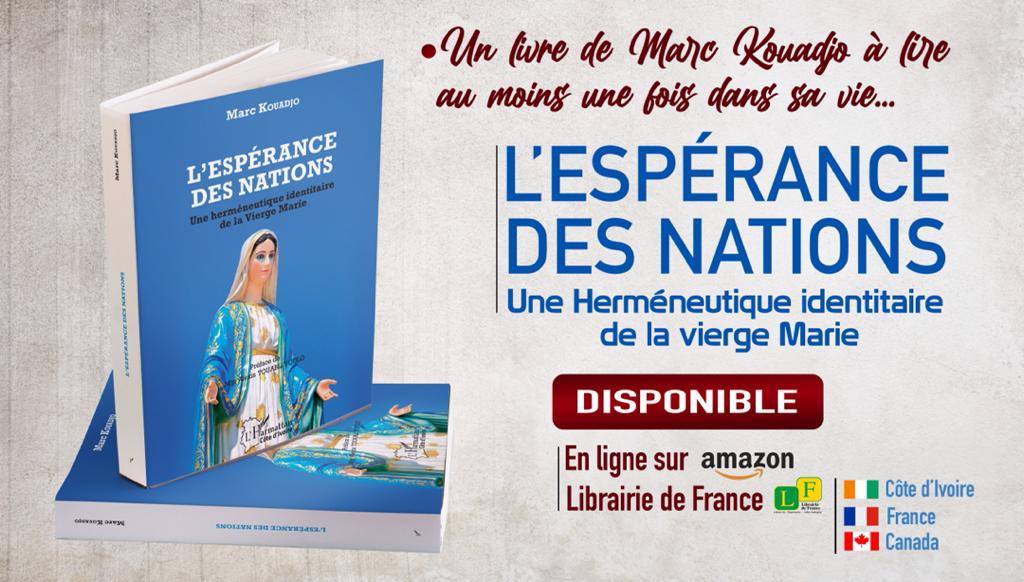 •Un livre de Marc Kouadjo à lire
au moins une fois dans sa vie...
L'ESPÉRANCE
DES NATIONS
Une Herméneutique identitaire
de la vierge Marie
DISPONIBLE
En ligne sur amazon
Librairie de France
LF
Librairie
de France
Côte d'Ivoire
France
Canada
Marc KOUADJO
L'ESPÉRANCE
DES NATIONS
Une herméneutique identitaire
de la Vierge Marie
Préface de
L'Harmattan
Côte d'Ivoire
Marc KOUADJO
L'ESPÉRANCE DES NATIONS
Marc KOUADJO
L'ESPÉRANCE DES NATIONS
Marc KOUADJO